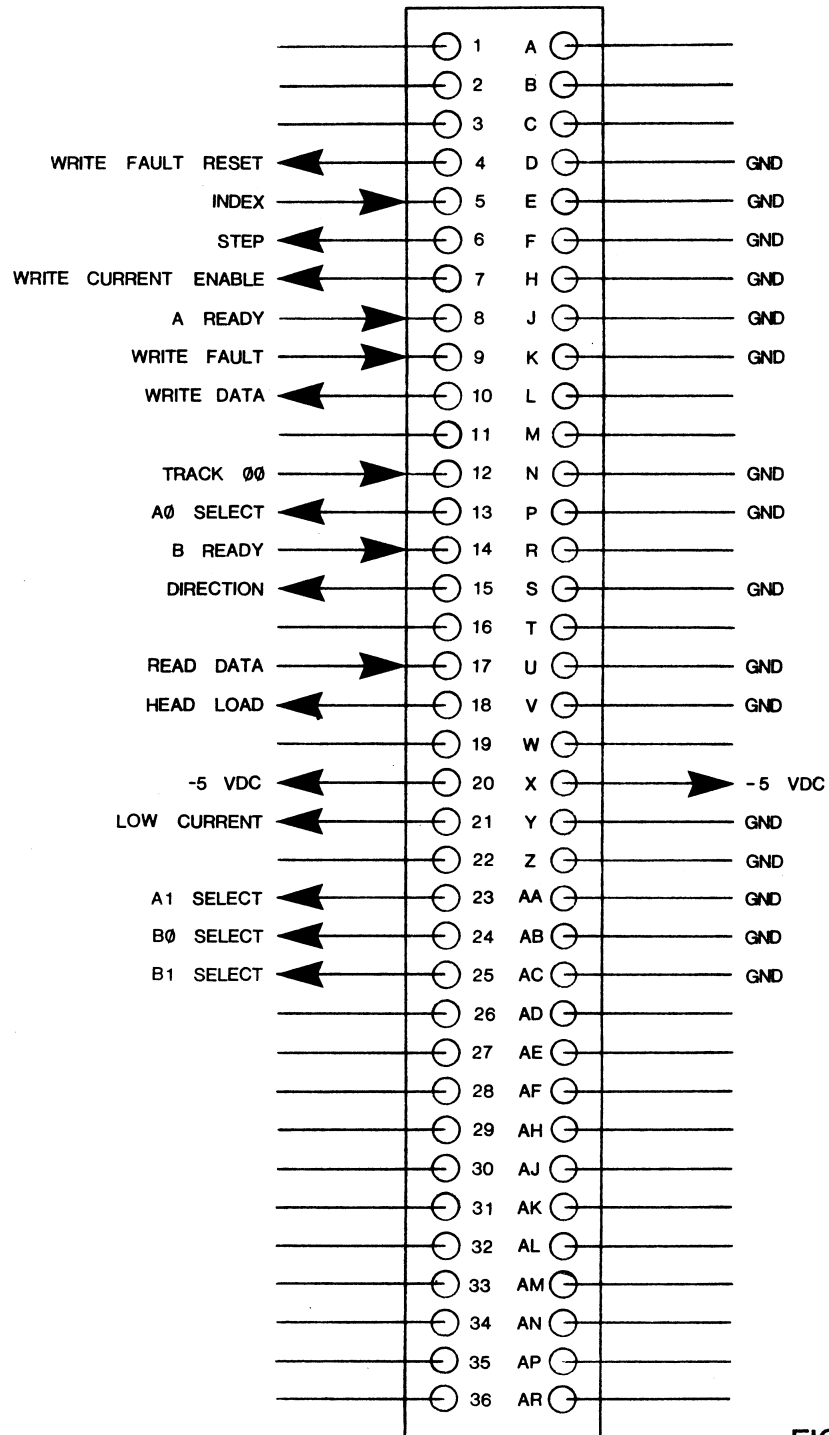 1 A
2 B
3 C
WRITE FAULT RESET 4 D GND
INDEX 5 E GND
STEP 6 F GND
WRITE CURRENT ENABLE 7 H GND
A READY 8 J GND
WRITE FAULT 9 K GND
WRITE DATA 10 L
11 M
TRACK ØØ 12 N GND
AØ SELECT 13 P GND
B READY 14 R
DIRECTION 15 S GND
16 T
READ DATA 17 U GND
HEAD LOAD 18 V GND
19 W
-5 VDC 20 X -5 VDC
LOW CURRENT 21 Y GND
22 Z GND
A1 SELECT 23 AA GND
BØ SELECT 24 AB GND
B1 SELECT 25 AC GND
26 AD
27 AE
28 AF
29 AH
30 AJ
31 AK
32 AL
33 AM
34 AN
35 AP
36 AR